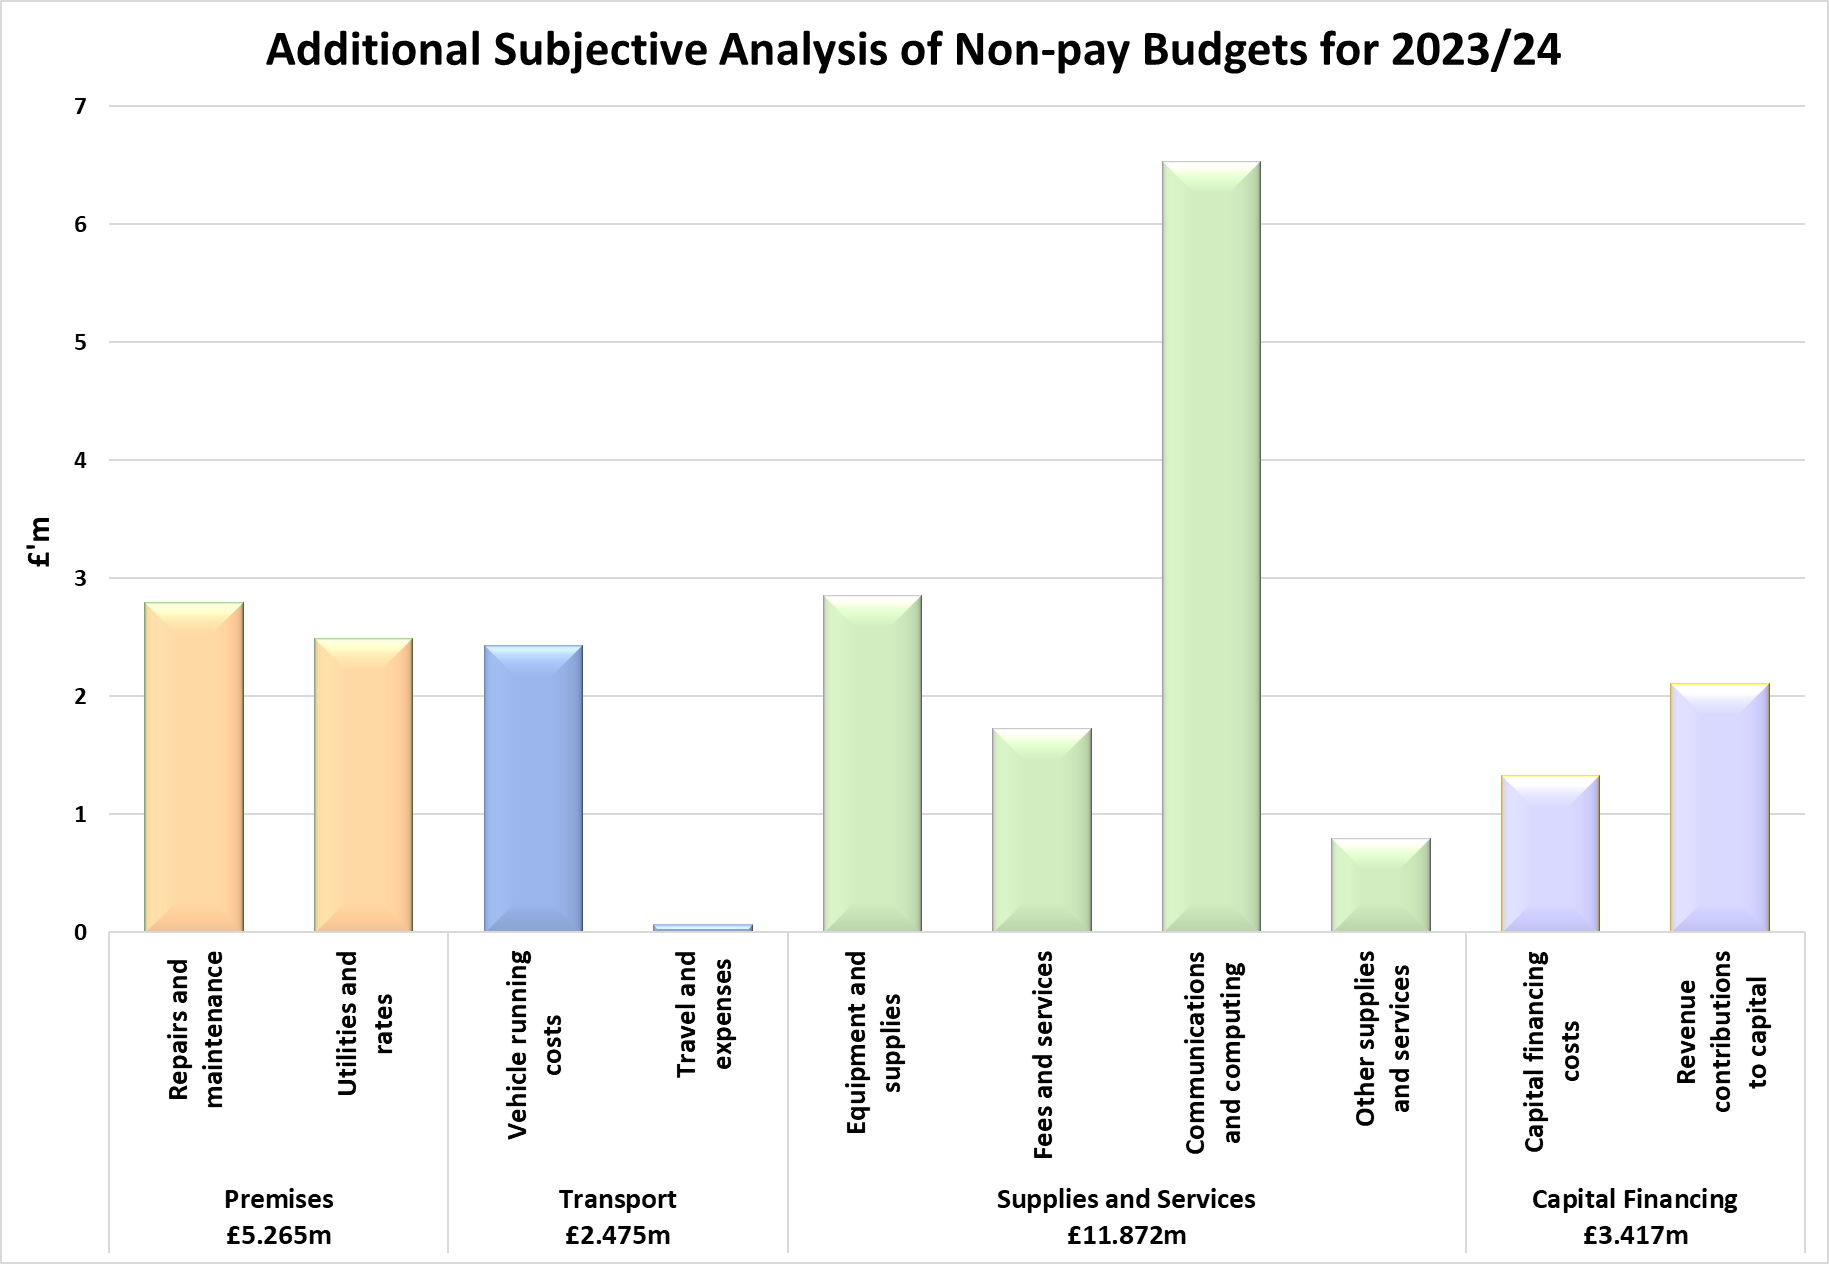 Additional Subjective Analysis of Non-pay Budgets for 2023/24
£'m
7
6
5
4
3
2
1
0
Repairs and
maintenance
Utilities and
rates
Vehicle running
costs
Travel and
expenses
Equipment and
supplies
Fees and services
Communications
and computing
Other supplies
and services
Capital financing
costs
Revenue
contributions
to capital
Premises
£5.265m
Transport
£2.475m
Supplies and Services
£11.872m
Capital Financing
£3.417m